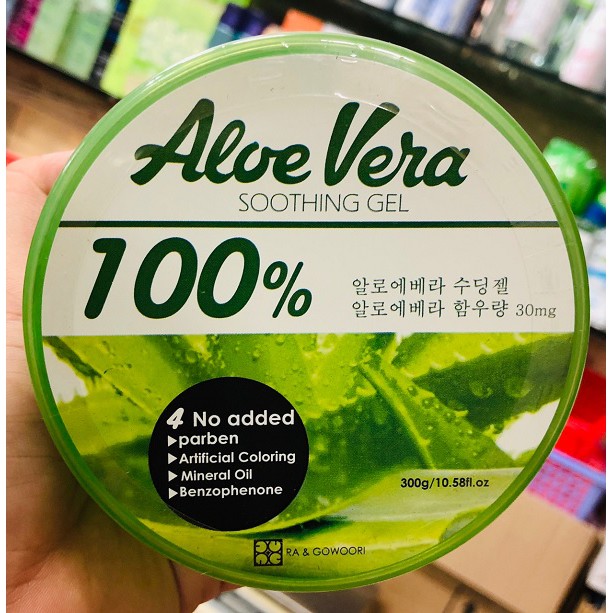 Aloe Vera
SOOTHING GEL
100%
알로에베라 수딩젤
알로에베라 함우량 30mg
4 No added
▶parben
▶Artificial Coloring
▶Mineral Oil
▶Benzophenone
300g/10.58fl.oz
RA & GOWOORI